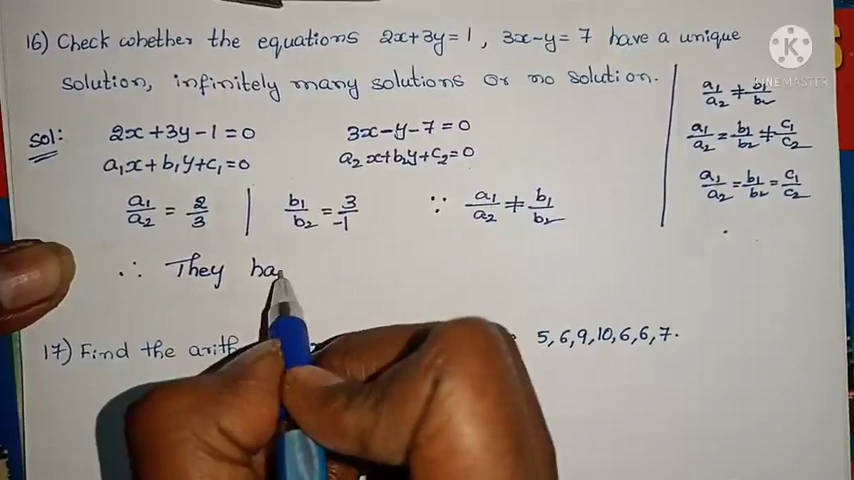 16) Check whether the equations 2x+3y=1, 3x-y=7 have a unique
solution, infinitely many solutions or no solution.
Sol: 2x+3y-1=0 3x-y-7=0
a₁x+b₁y+c₁=0 a₂x+b₂y+c₂=0
a₁/a₂ = 2/3 | b₁/b₂ = 3/-1 ∵ a₁/a₂ ≠ b₁/b₂
∴ They ha
a₁/a₂ ≠ b₁/b₂
a₁/a₂ = b₁/b₂ ≠ c₁/c₂
a₁/a₂ = b₁/b₂ = c₁/c₂
17) Find the arith 5,6,9,10,6,6,7.
K
KINEMASTER